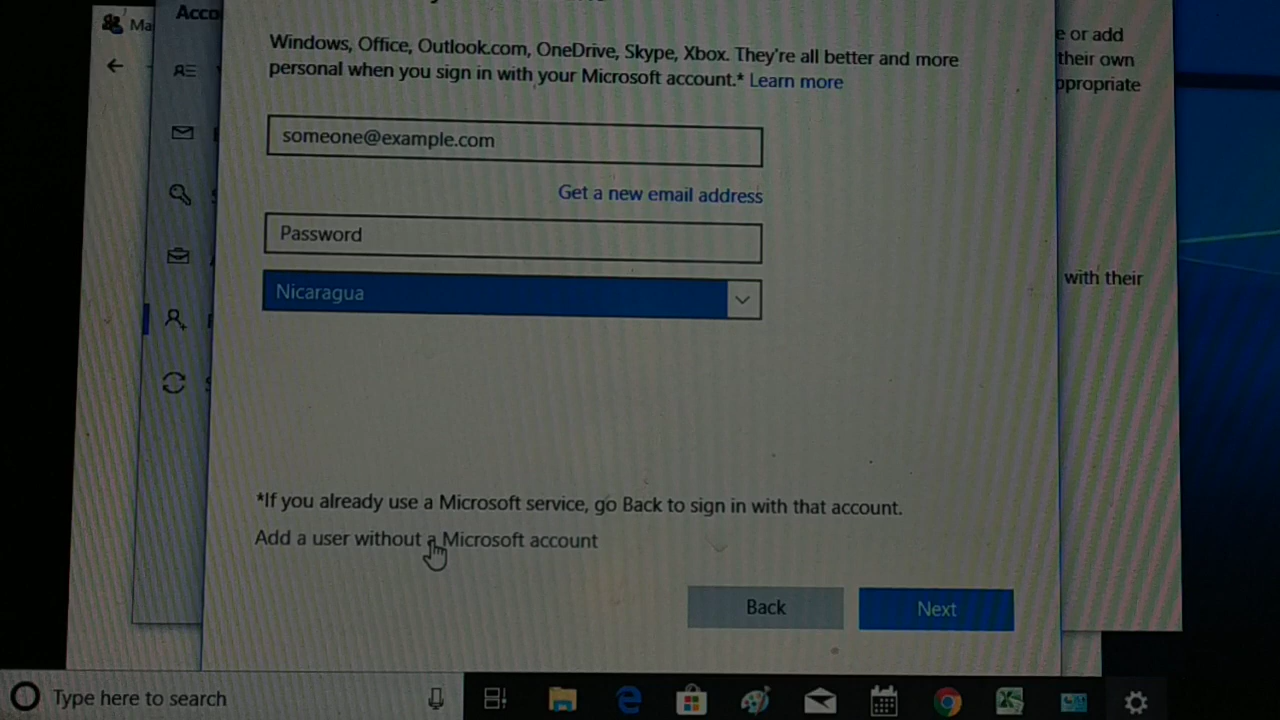 Ma
Acco
Windows, Office, Outlook.com, OneDrive, Skype, Xbox. They're all better and more
personal when you sign in with your Microsoft account.* Learn more
e or add
their own
ppropriate
someone@example.com
Get a new email address
Password
Nicaragua
with their
*If you already use a Microsoft service, go Back to sign in with that account.
Add a user without a Microsoft account
Back
Next
Type here to search